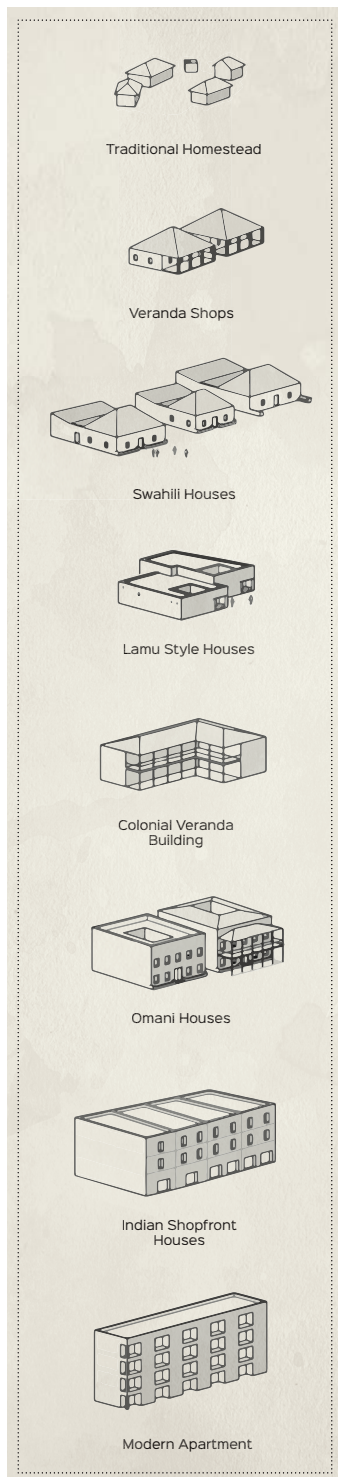 Traditional Homestead
Veranda Shops
Swahili Houses
Lamu Style Houses
Colonial Veranda
Building
Omani Houses
Indian Shopfront
Houses
Modern Apartment